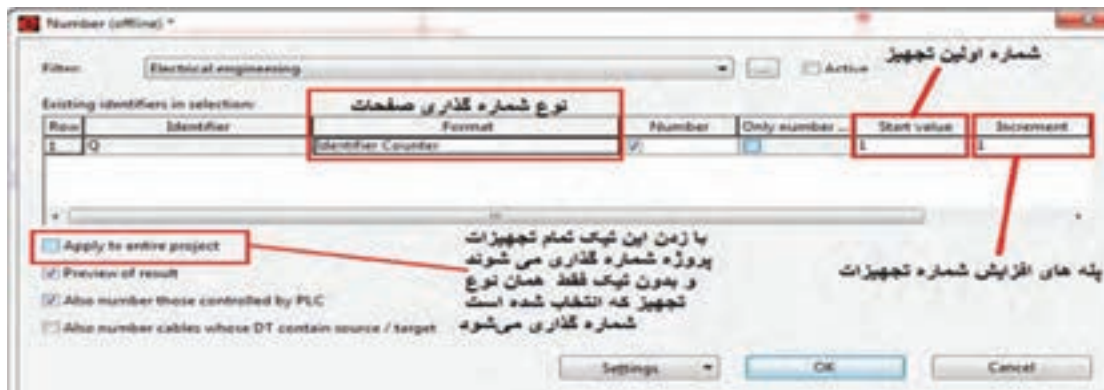 Number (offline) *
شماره اولین تجهیز
Filter:
Electrical engineering
...
Active
Existing identifiers in selection:
نوع شماره گذاری صفحات
Row
Identifier
Format
Number
Only number ...
Start value
Increment
1
Q
Identifier Counter
1
1
Apply to entire project
Preview of result
Also number those controlled by PLC
Also number cables whose DT contain source / target
با زدن این تیک تمام تجهیزات
پروژه شماره گذاری می شوند
و بدون تیک فقط همان نوع
تجهیز که انتخاب شده است
شماره گذاری می‌شود
پله های افزایش شماره تجهیزات
Settings
OK
Cancel